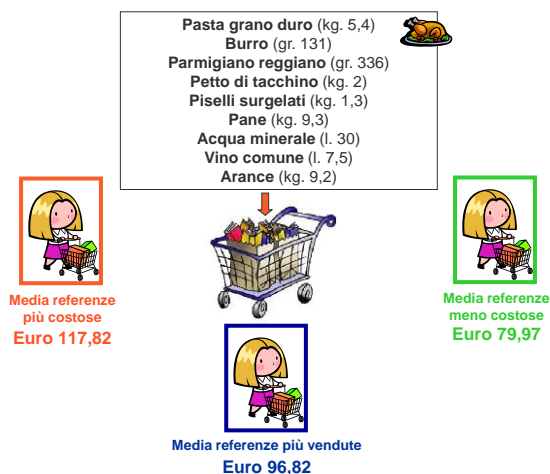 Pasta grano duro (kg. 5,4)
Burro (gr. 131)
Parmigiano reggiano (gr. 336)
Petto di tacchino (kg. 2)
Piselli surgelati (kg. 1,3)
Pane (kg. 9,3)
Acqua minerale (l. 30)
Vino comune (l. 7,5)
Arance (kg. 9,2)
Media referenze
più costose
Euro 117,82
Media referenze
meno costose
Euro 79,97
Media referenze più vendute
Euro 96,82